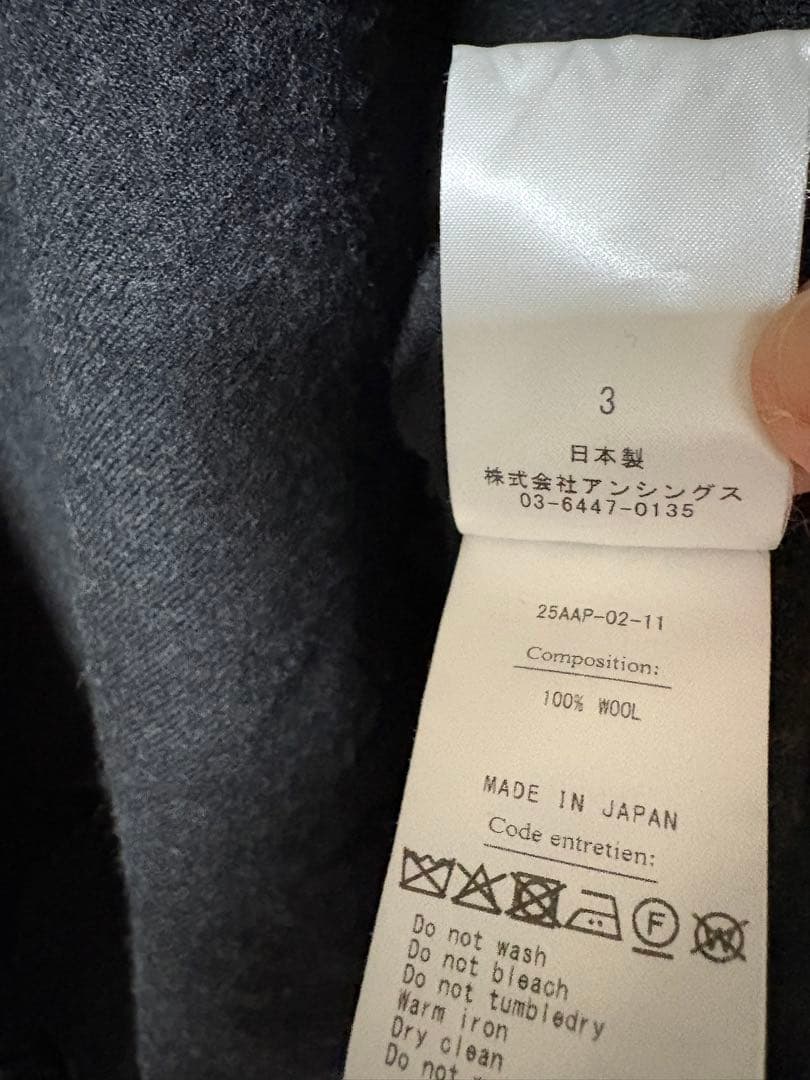 3
日本製
株式会社アンシングス
03-6447-0135
25AAP-02-11
Composition:
100% WOOL
MADE IN JAPAN
Code entretien:
F
W
Do not wash
Do not bleach
Do not tumbledry
Warm iron
Dry clean
Do not